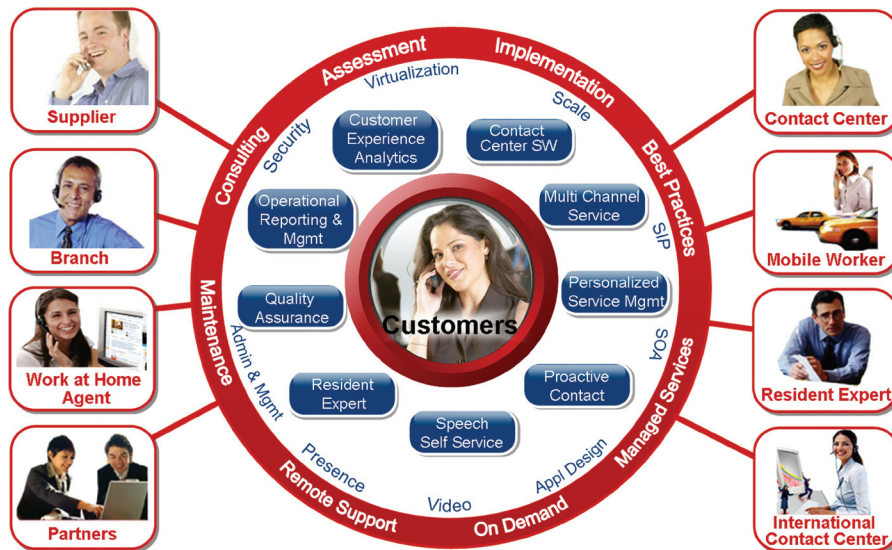 Supplier
Branch
Work at Home
Agent
Partners
Assessment
Implementation
Best Practices
Managed Services
On Demand
Remote Support
Maintenance
Consulting
Virtualization
Scale
SIP
SOA
Appl Design
Video
Presence
Admin & Mgmt
Security
Customer
Experience
Analytics
Contact
Center SW
Multi Channel
Service
Personalized
Service Mgmt
Proactive
Contact
Speech
Self Service
Resident
Expert
Quality
Assurance
Operational
Reporting &
Mgmt
Customers
Contact Center
Mobile Worker
Resident Expert
International
Contact Center